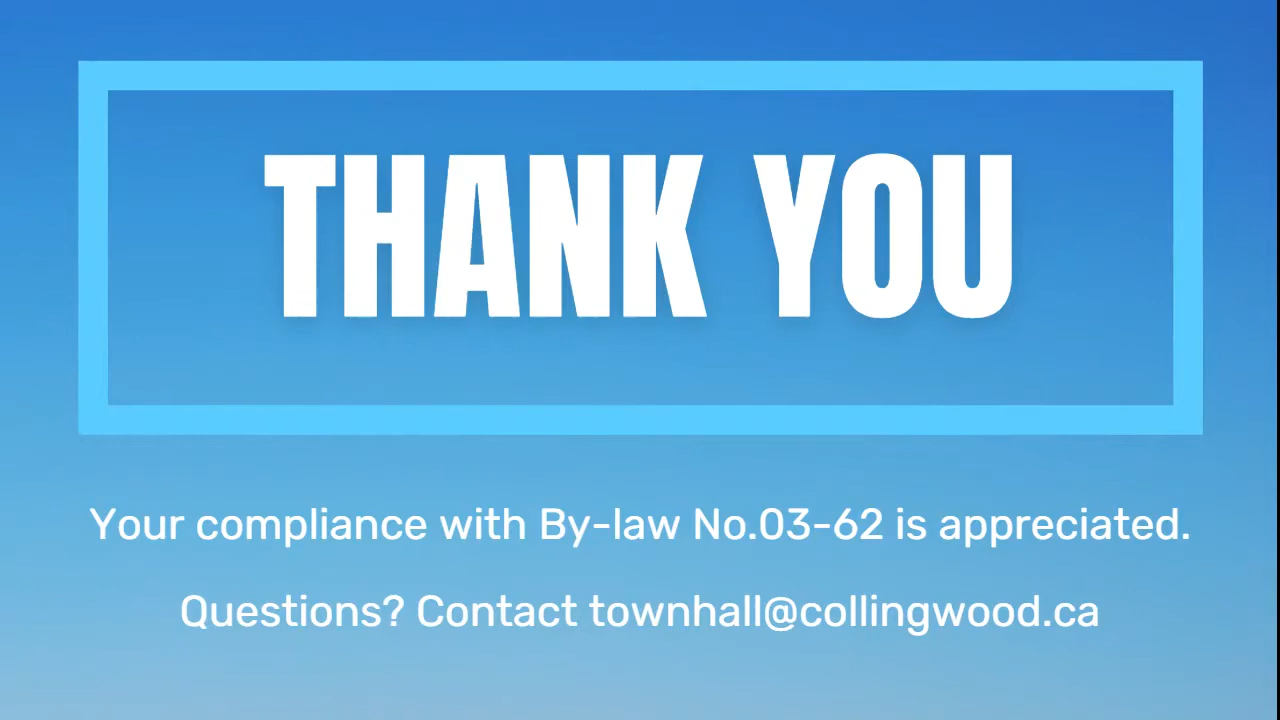 THANK YOU
Your compliance with By-law No.03-62 is appreciated.
Questions? Contact townhall@collingwood.ca